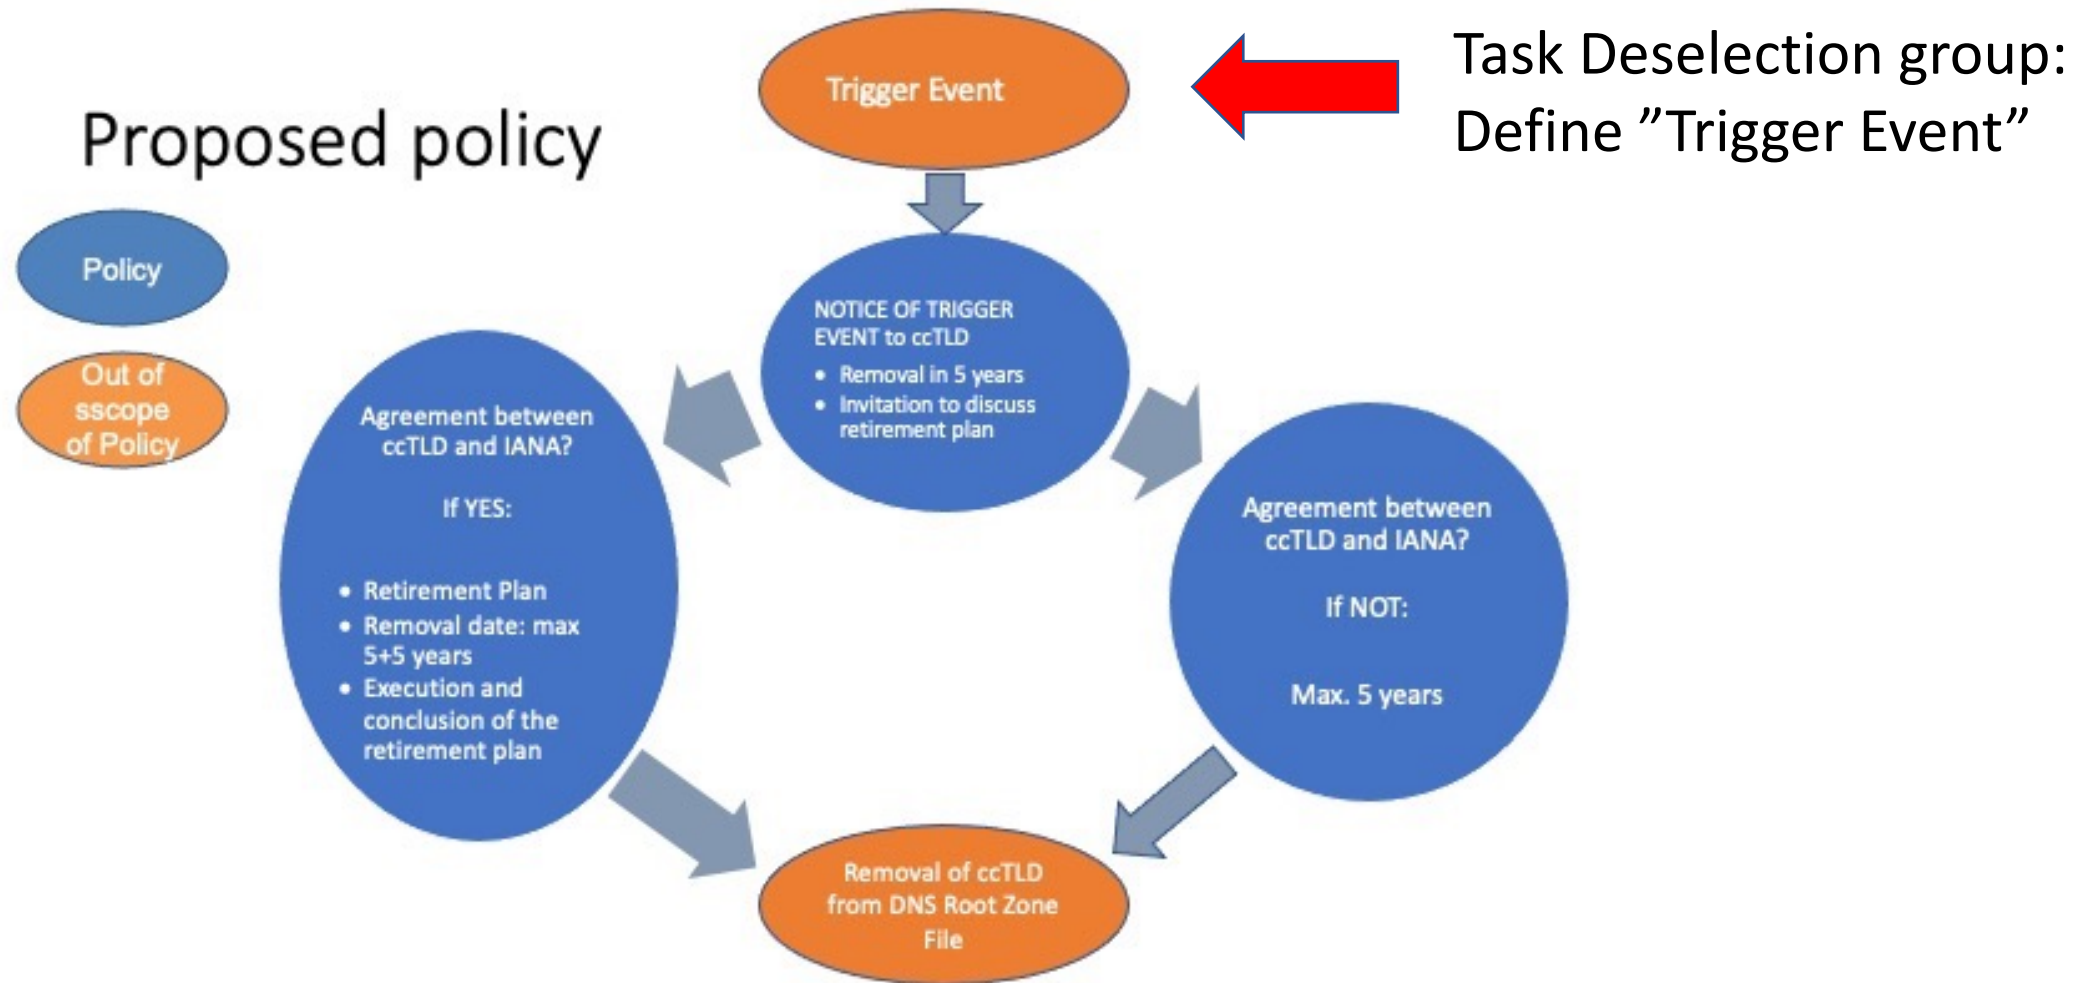 Trigger Event
Task Deselection group:
Define ”Trigger Event”
Proposed policy
Policy
Out of
sscope
of Policy
NOTICE OF TRIGGER
EVENT to ccTLD
• Removal in 5 years
• Invitation to discuss
retirement plan
Agreement between
ccTLD and IANA?
If YES:
• Retirement Plan
• Removal date: max
5+5 years
• Execution and
conclusion of the
retirement plan
Agreement between
ccTLD and IANA?
If NOT:
Max. 5 years
Removal of ccTLD
from DNS Root Zone
File